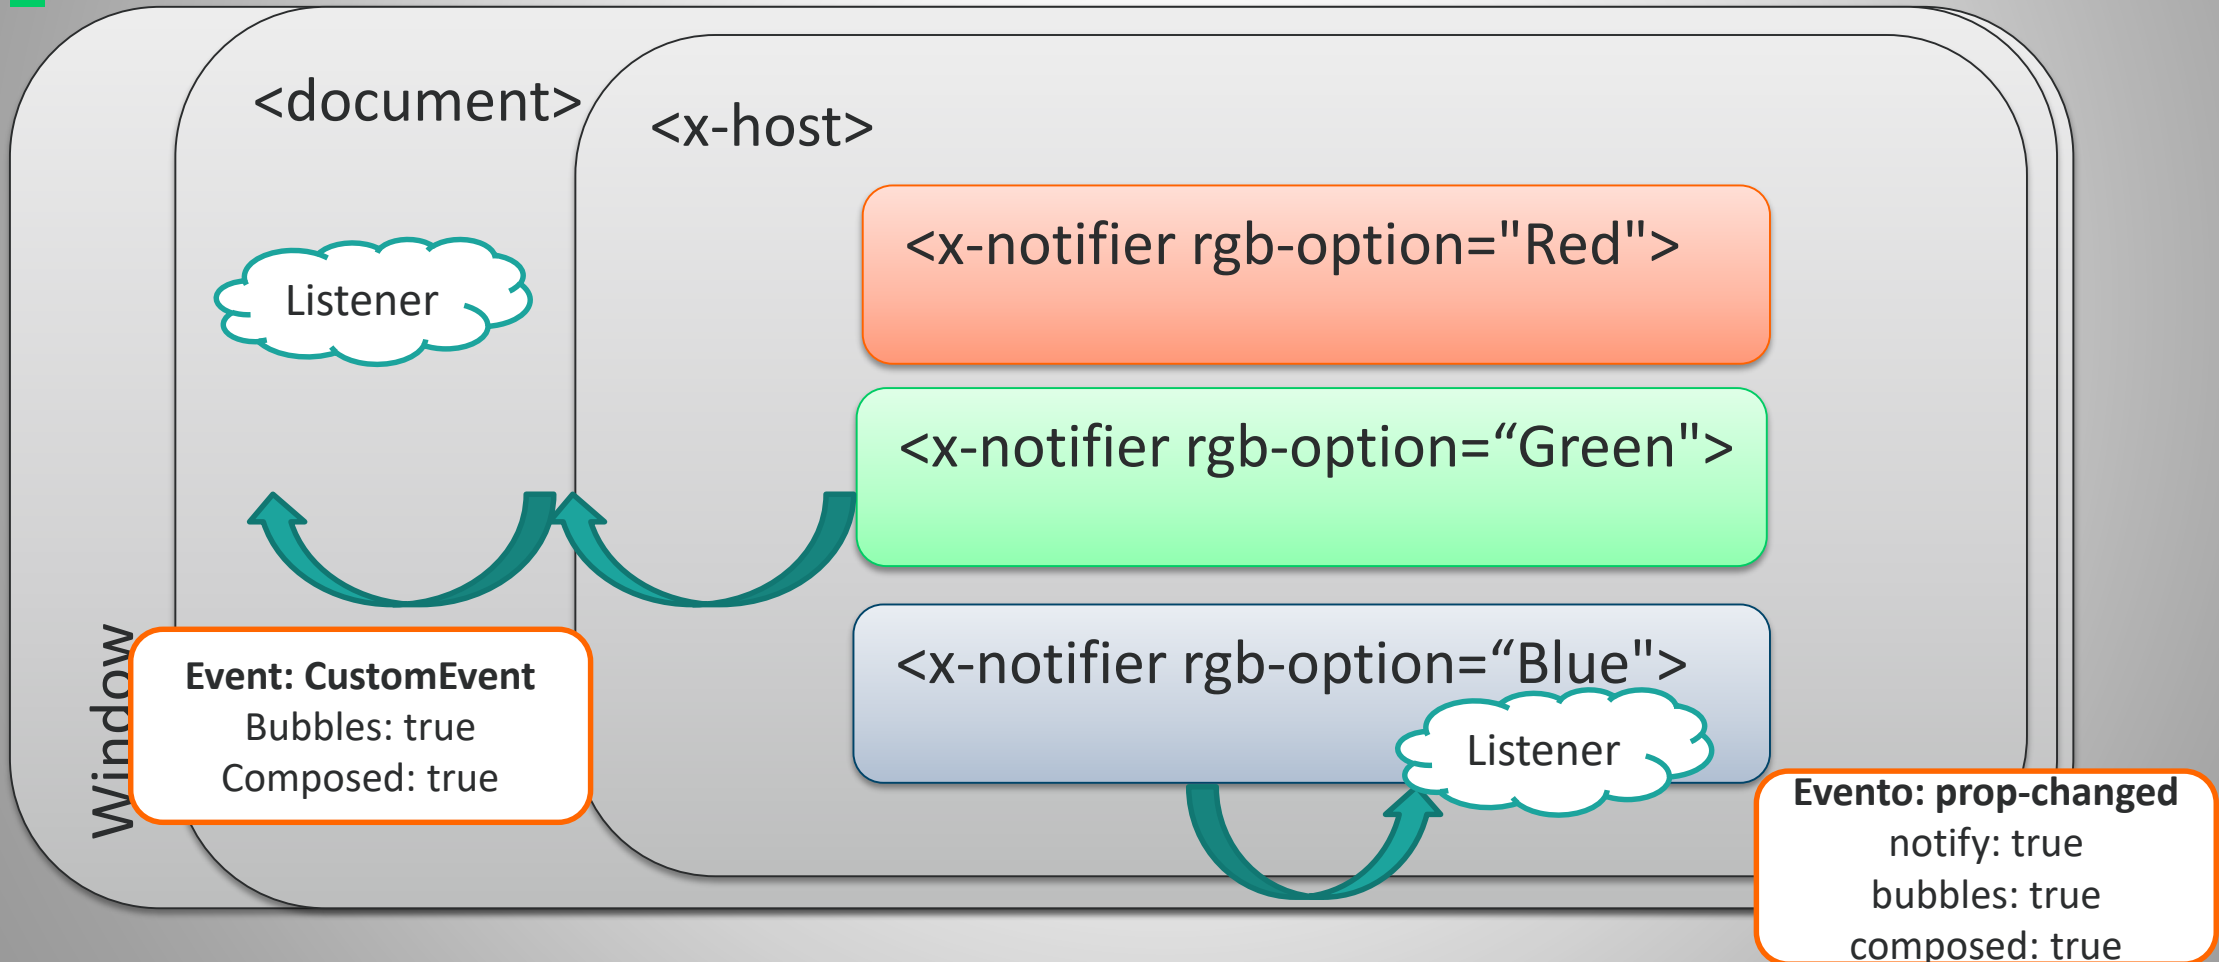 <document>
<x-host>
<x-notifier rgb-option="Red">
Listener
<x-notifier rgb-option=“Green">
<x-notifier rgb-option=“Blue">
Listener
Window
Event: CustomEvent
Bubbles: true
Composed: true
Evento: prop-changed
notify: true
bubbles: true
composed: true